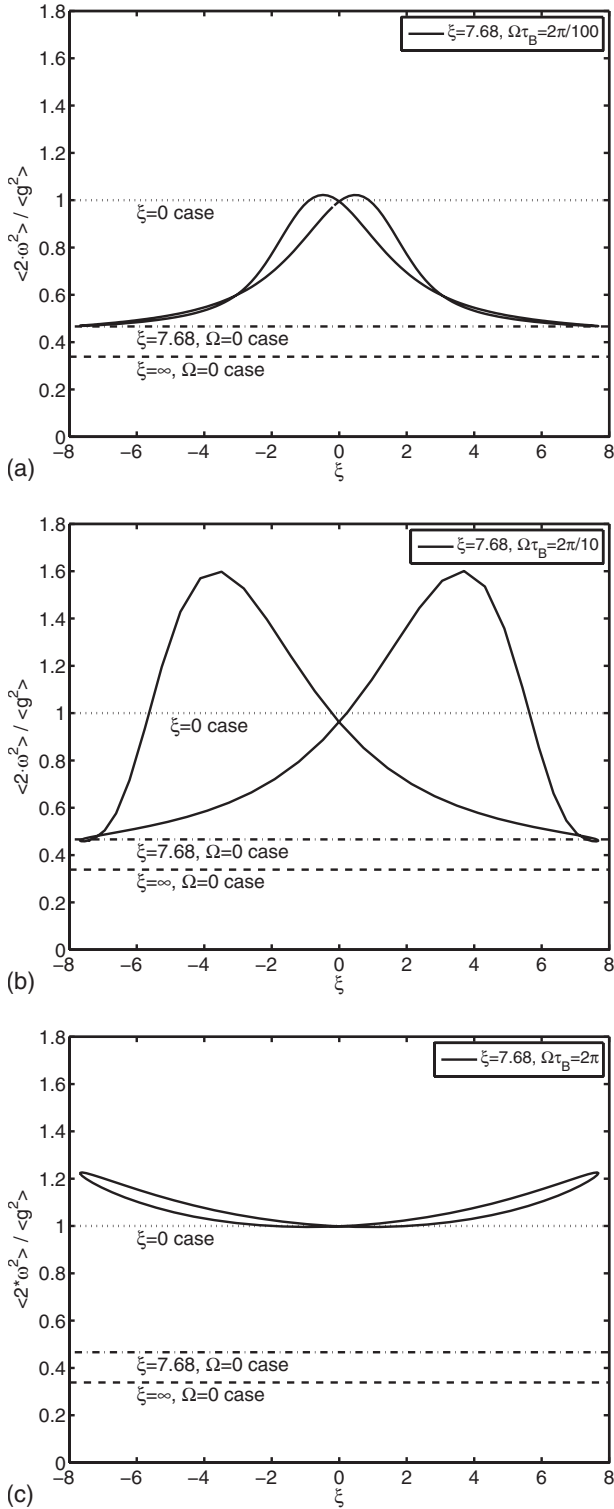 1.8
1.6
1.4
1.2
1
0.8
0.6
0.4
0.2
0
<2·ω²> / <g²>
ξ=7.68, Ωτ_B=2π/100
ξ=0 case
ξ=7.68, Ω=0 case
ξ=∞, Ω=0 case
−8 −6 −4 −2 0 2 4 6 8
ξ
(a)
1.8
1.6
1.4
1.2
1
0.8
0.6
0.4
0.2
0
<2·ω²> / <g²>
ξ=7.68, Ωτ_B=2π/10
ξ=0 case
ξ=7.68, Ω=0 case
ξ=∞, Ω=0 case
−8 −6 −4 −2 0 2 4 6 8
ξ
(b)
1.8
1.6
1.4
1.2
1
0.8
0.6
0.4
0.2
0
<2*ω²> / <g²>
ξ=7.68, Ωτ_B=2π
ξ=0 case
ξ=7.68, Ω=0 case
ξ=∞, Ω=0 case
−8 −6 −4 −2 0 2 4 6 8
ξ
(c)